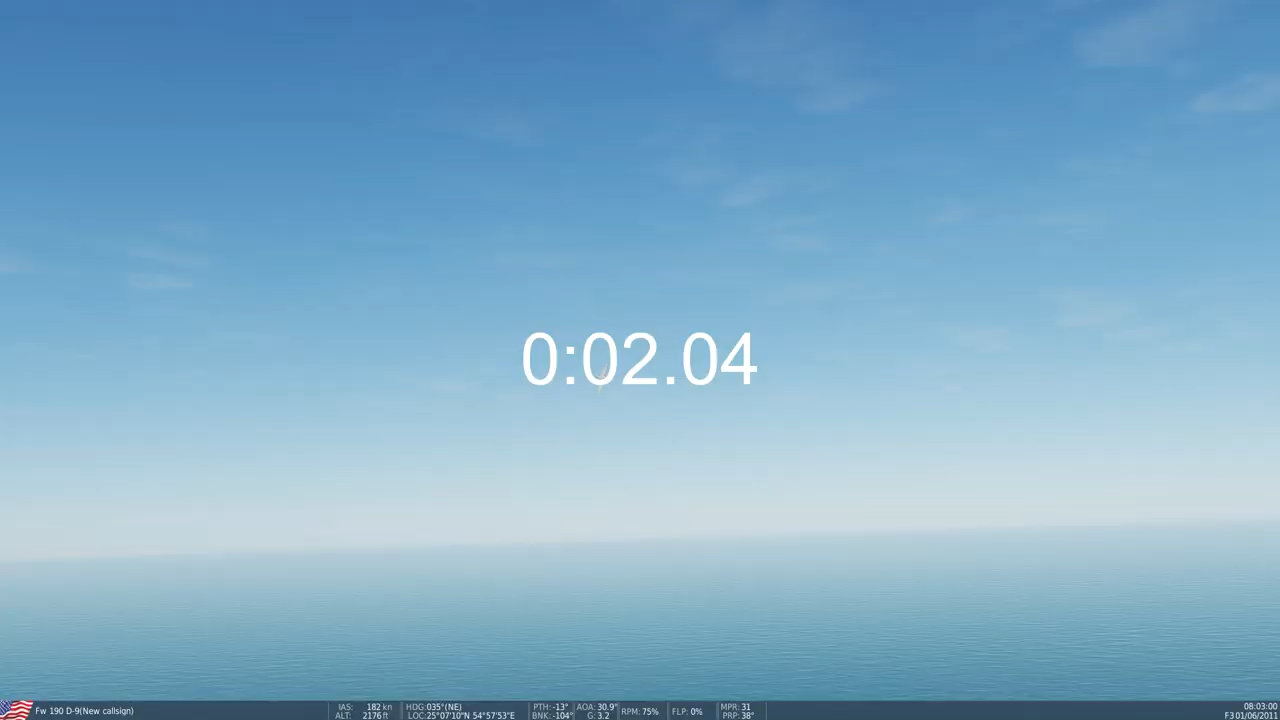 0:02.04
Fw 190 D-9(New callsign)
IAS: 182 kn
ALT: 2176 ft
HDG:035°(NE)
LOG:25°07'10"N 54°57'53"E
PTH: -13°
BNK:-104°
AOA: 30.9°
G: 3.2
RPM: 75%
FLP: 0%
MPR: 31
PRP: 38°
08:03:00
F3 01/06/2011